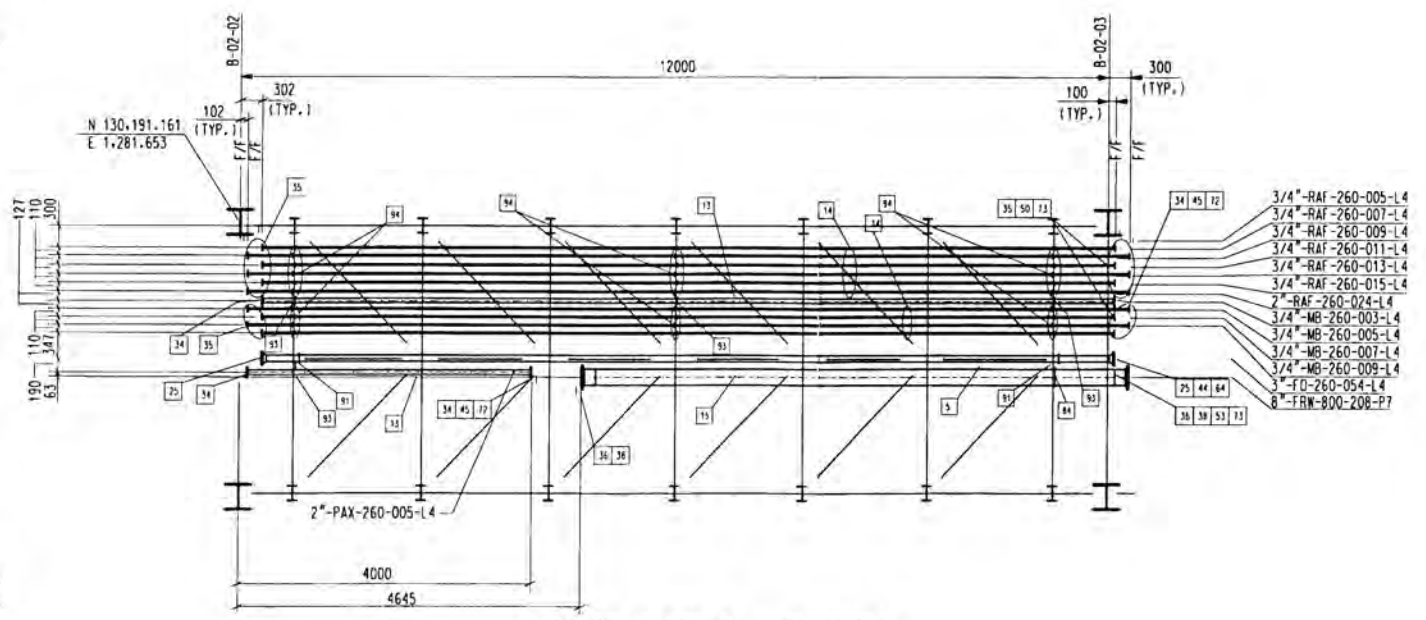 B-02-02
B-02-03
12000
300
(TYP.)
302
(TYP.)
102
(TYP.)
100
(TYP.)
N 130,191.161
E 1,281.653
F/F
F/F
F/F
F/F
35
94
94
13
14
34
94
35 50 73
34 45 72
127
110
300
110
347
190
63
3/4"-RAF-260-005-L4
3/4"-RAF-260-007-L4
3/4"-RAF-260-009-L4
3/4"-RAF-260-011-L4
3/4"-RAF-260-013-L4
3/4"-RAF-260-015-L4
2"-RAF-260-024-L4
3/4"-MB-260-003-L4
3/4"-MB-260-005-L4
3/4"-MB-260-007-L4
3/4"-MB-260-009-L4
3"-FO-260-054-L4
8"-FRW-800-208-P7
34
35
93
93
25
34
93
91
13
34 45 72
36 38
15
5
91
84
93
25 44 64
36 38 53 73
2"-PAX-260-005-L4
4000
4645